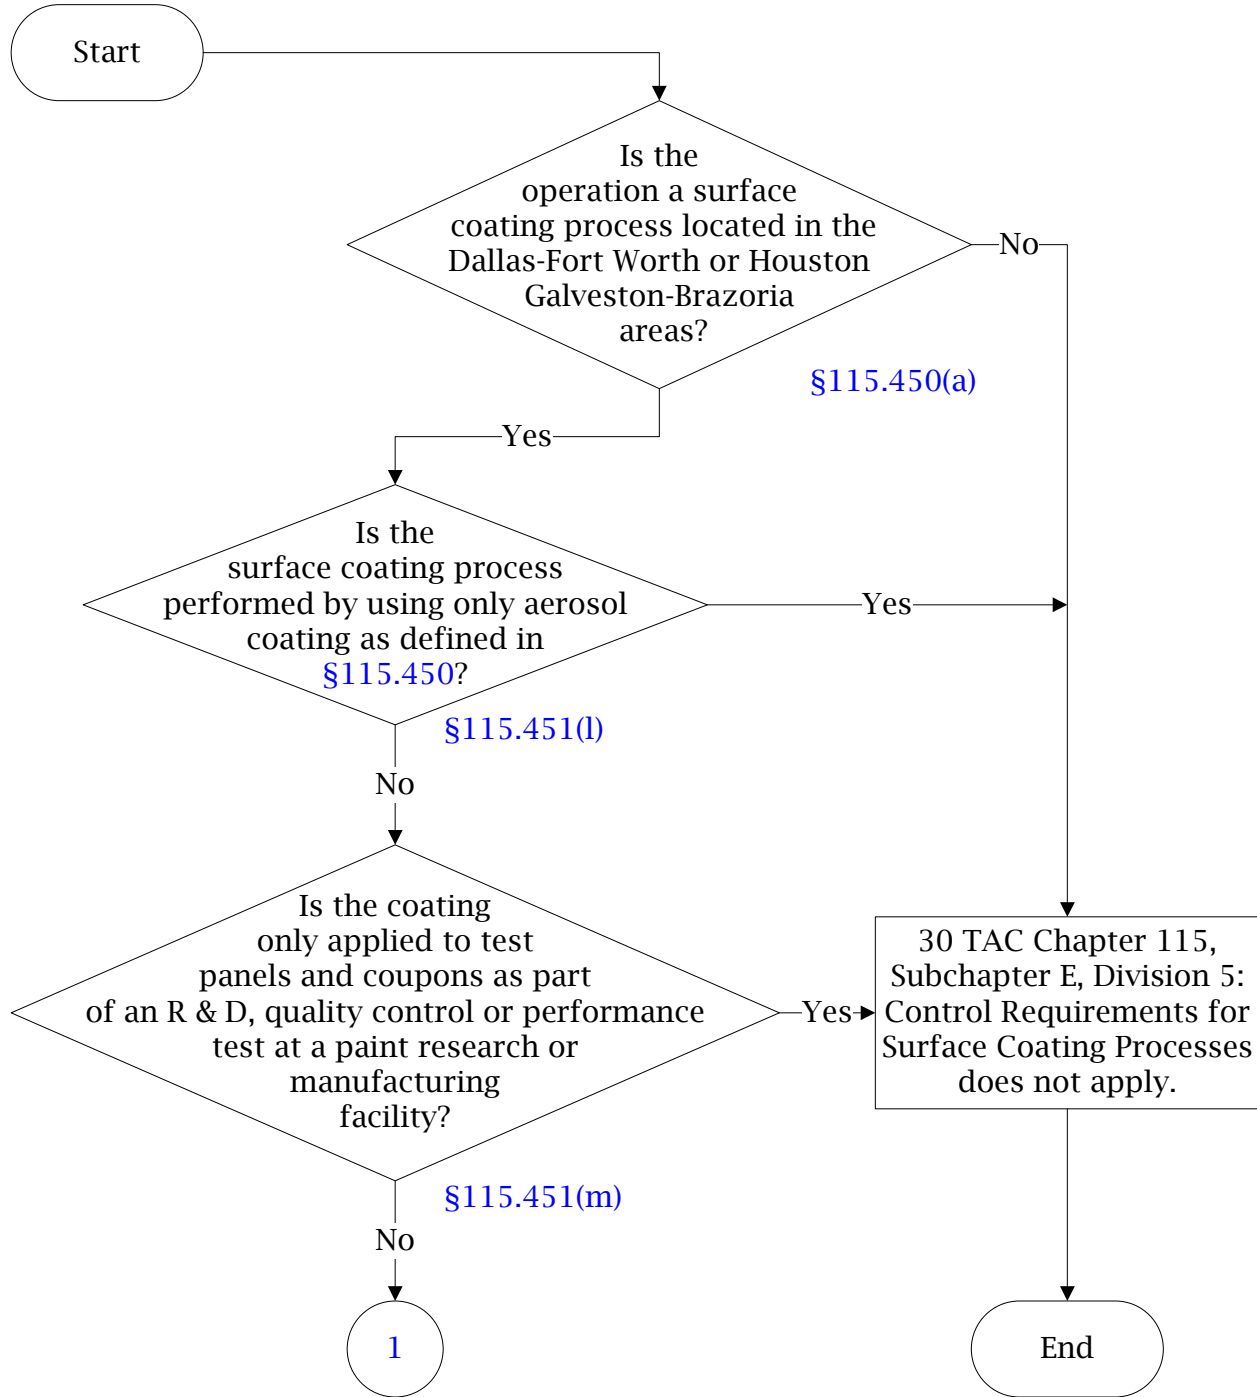 Start
Is the
operation a surface
coating process located in the
Dallas-Fort Worth or Houston
Galveston-Brazoria
areas?
No
§115.450(a)
Yes
Is the
surface coating process
performed by using only aerosol
coating as defined in
§115.450?
Yes
§115.451(l)
No
Is the coating
only applied to test
panels and coupons as part
of an R & D, quality control or performance
test at a paint research or
manufacturing
facility?
Yes
30 TAC Chapter 115,
Subchapter E, Division 5:
Control Requirements for
Surface Coating Processes
does not apply.
§115.451(m)
No
1
End